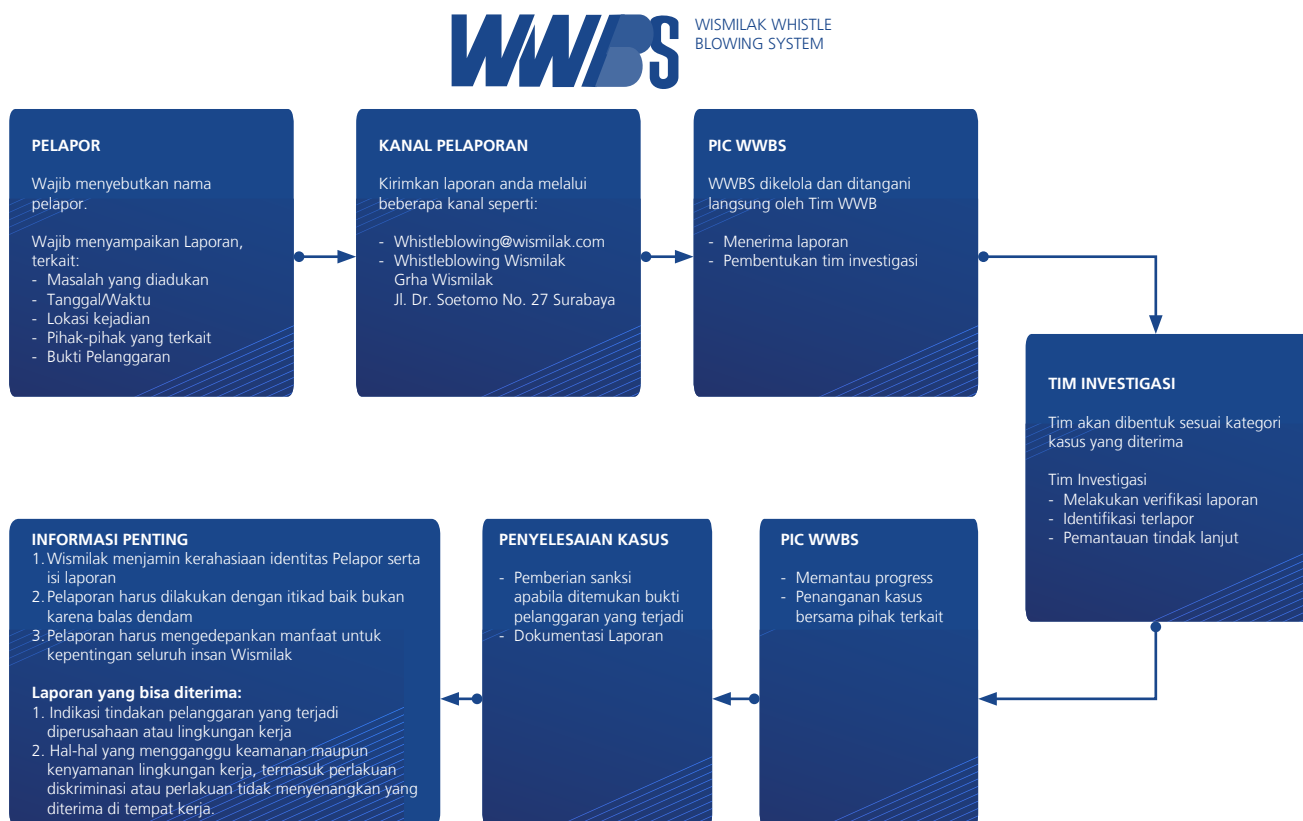 WWBS
WISMILAK WHISTLE
BLOWING SYSTEM
PELAPOR
Wajib menyebutkan nama
pelapor.
Wajib menyampaikan Laporan,
terkait:
- Masalah yang diadukan
- Tanggal/Waktu
- Lokasi kejadian
- Pihak-pihak yang terkait
- Bukti Pelanggaran
KANAL PELAPORAN
Kirimkan laporan anda melalui
beberapa kanal seperti:
- Whistleblowing@wismilak.com
- Whistleblowing Wismilak
Grha Wismilak
Jl. Dr. Soetomo No. 27 Surabaya
PIC WWBS
WWBS dikelola dan ditangani
langsung oleh Tim WWB
- Menerima laporan
- Pembentukan tim investigasi
TIM INVESTIGASI
Tim akan dibentuk sesuai kategori
kasus yang diterima
Tim Investigasi
- Melakukan verifikasi laporan
- Identifikasi terlapor
- Pemantauan tindak lanjut
PIC WWBS
- Memantau progress
- Penanganan kasus
bersama pihak terkait
PENYELESAIAN KASUS
- Pemberian sanksi
apabila ditemukan bukti
pelanggaran yang terjadi
- Dokumentasi Laporan
INFORMASI PENTING
1. Wismilak menjamin kerahasiaan identitas Pelapor serta
isi laporan
2. Pelaporan harus dilakukan dengan itikad baik bukan
karena balas dendam
3. Pelaporan harus mengedepankan manfaat untuk
kepentingan seluruh insan Wismilak
Laporan yang bisa diterima:
1. Indikasi tindakan pelanggaran yang terjadi
diperusahaan atau lingkungan kerja
2. Hal-hal yang mengganggu keamanan maupun
kenyamanan lingkungan kerja, termasuk perlakuan
diskriminasi atau perlakuan tidak menyenangkan yang
diterima di tempat kerja.